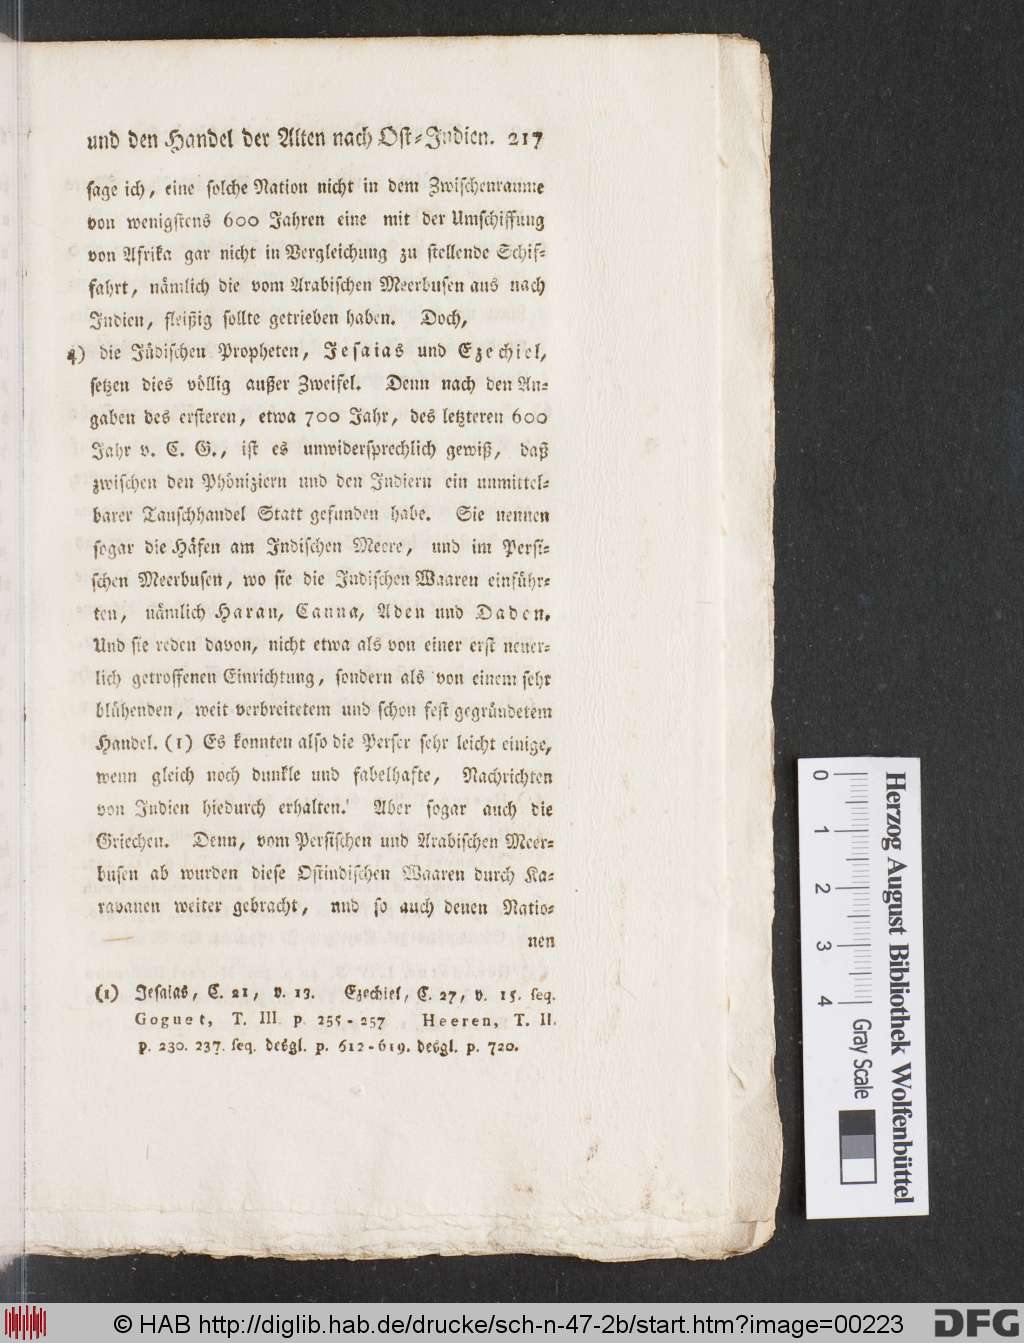 und den Handel der Alten nach Ost-Indien. 217
sage ich, eine solche Nation nicht in dem Zwischenraume
von wenigstens 600 Jahren eine mit der Umschiffung
von Afrika gar nicht in Vergleichung zu stellende Schif-
fahrt, nämlich die vom Arabischen Meerbusen aus nach
Indien, fleißig sollte getrieben haben. Doch,
4) die Jüdischen Propheten, Jesaias und Ezechiel,
setzen dies völlig außer Zweifel. Denn nach den An-
gaben des ersteren, etwa 700 Jahr, des letzteren 600
Jahr v. C. G., ist es unwidersprechlich gewiß, daß
zwischen den Phöniziern und den Indiern ein unmittel-
barer Tauschhandel Statt gefunden habe. Sie nennen
sogar die Häfen am Indischen Meere, und im Persi-
schen Meerbusen, wo sie die Indischen Waaren einführ-
ten, nämlich Haran, Canna, Aden und Daden.
Und sie reden davon, nicht etwa als von einer erst neuer-
lich getroffenen Einrichtung, sondern als von einem sehr
blühenden, weit verbreitetem und schon fest gegründetem
Handel. (1) Es konnten also die Perser sehr leicht einige,
wenn gleich noch dunkle und fabelhafte, Nachrichten
von Indien hiedurch erhalten. Aber sogar auch die
Griechen. Denn, vom Persischen und Arabischen Meer-
busen ab wurden diese Ostindischen Waaren durch Ka-
ravanen weiter gebracht, und so auch denen Natio-
nen
(1) Jesaias, C. 21, v. 13. Ezechiel, C. 27, v. 15. seq.
Goguet, T. III p. 255-257 Heeren, T. II.
p. 230. 237. seq. desgl. p. 612-619. desgl. p. 720.
0 1 2 3 4 Gray Scale
Herzog August Bibliothek Wolfenbüttel
© HAB http://diglib.hab.de/drucke/sch-n-47-2b/start.htm?image=00223
DFG